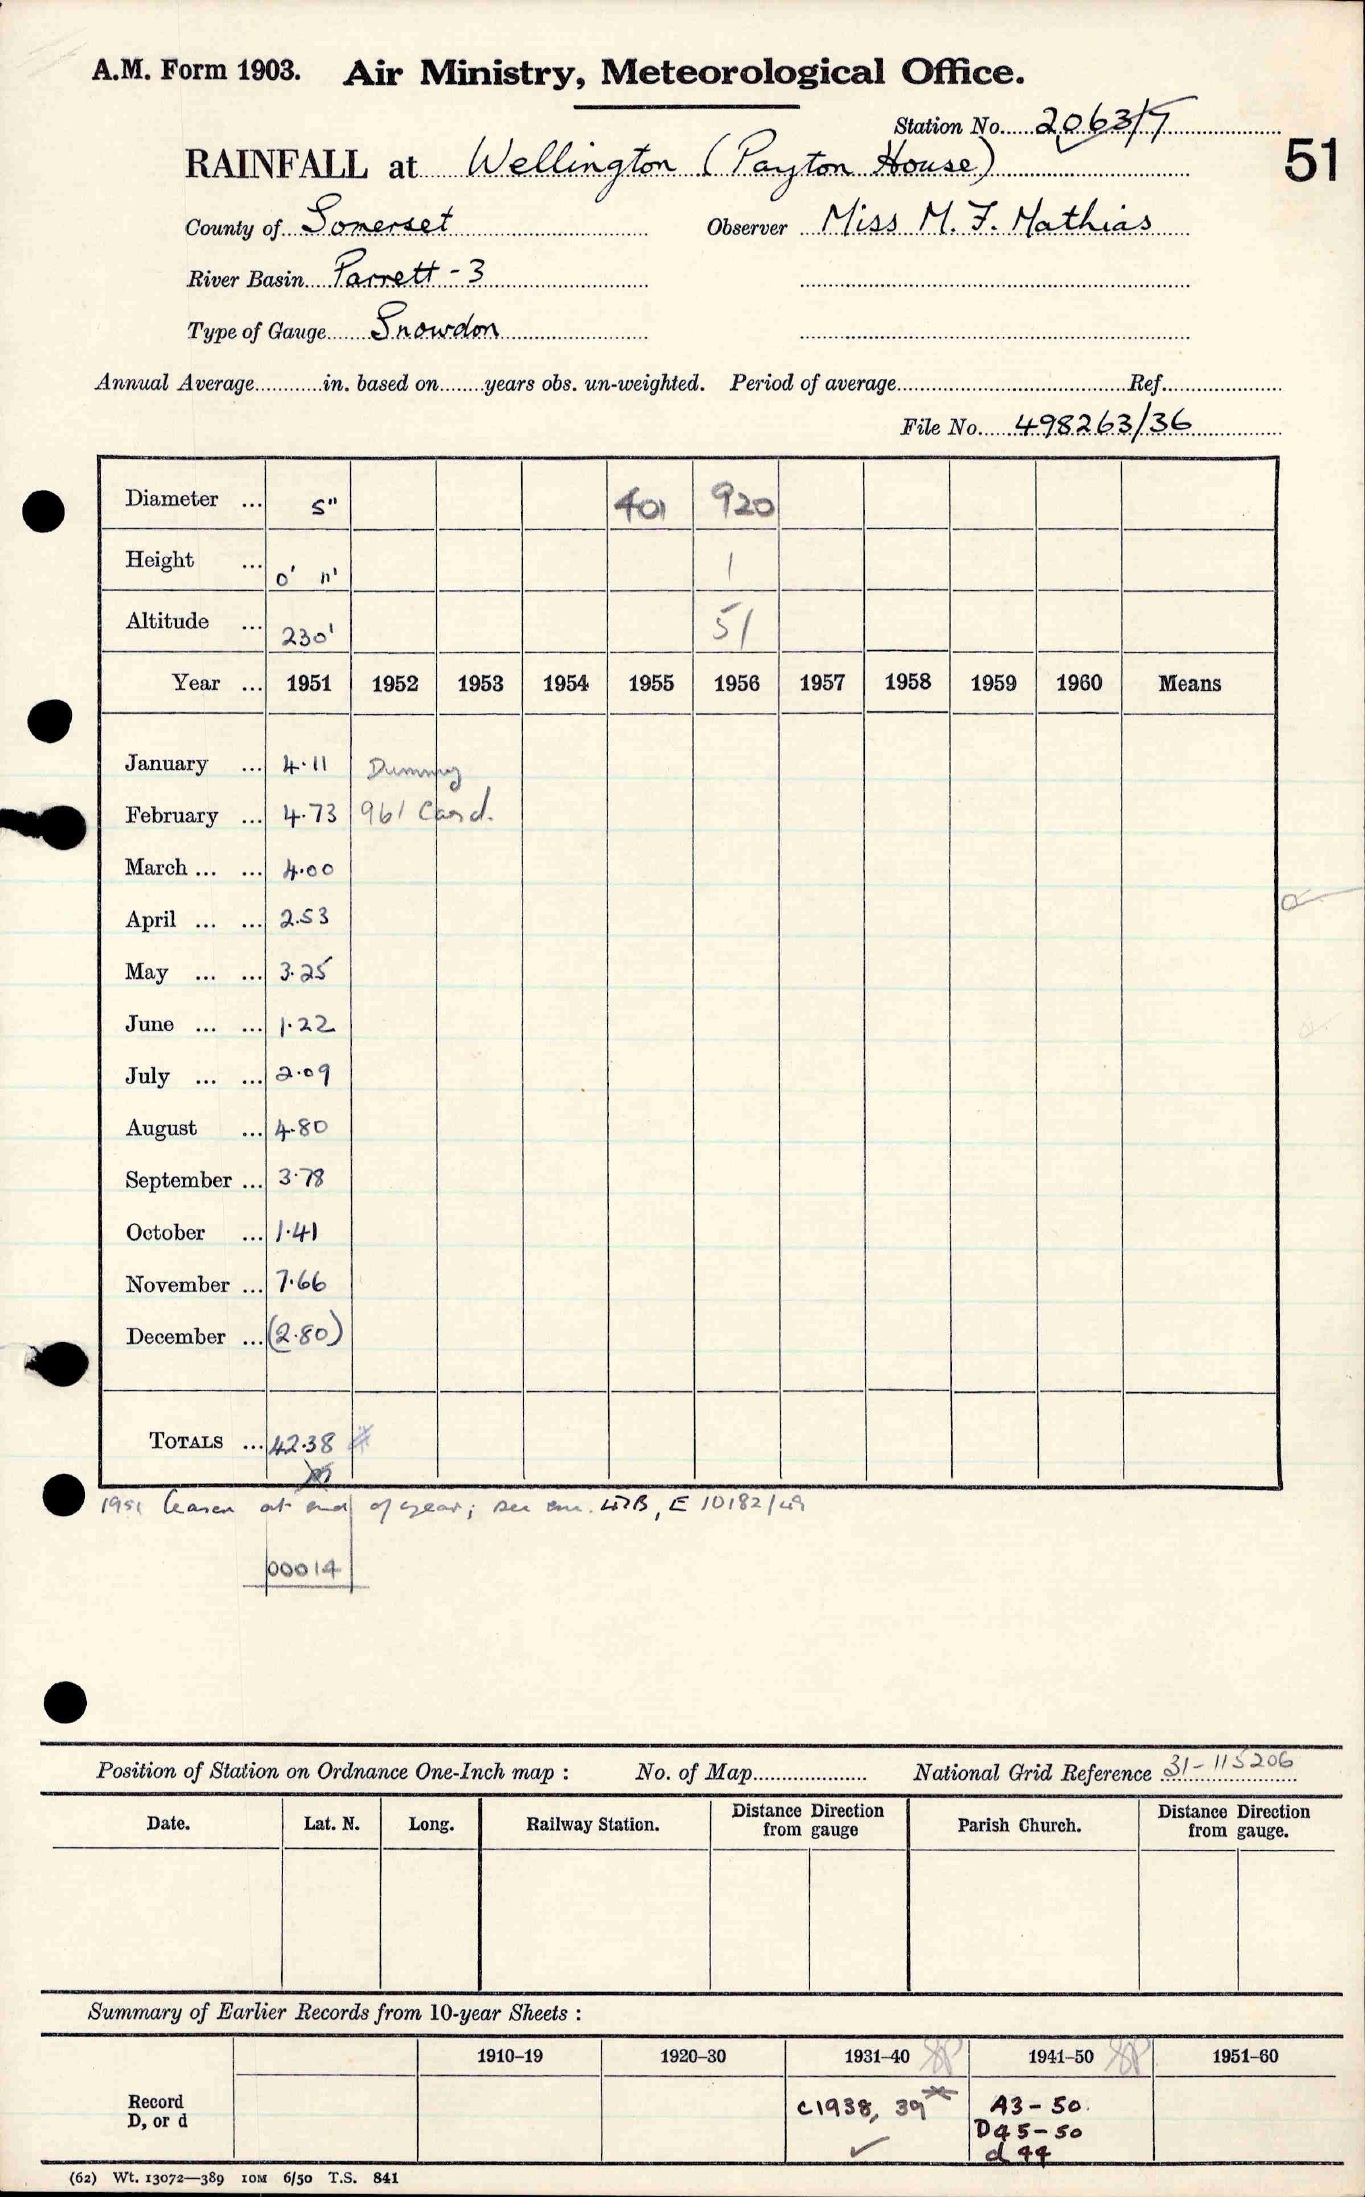 A.M. Form 1903. Air Ministry, Meteorological Office.
Station No. 2063/7
51
RAINFALL at Wellington (Payton House)
County of Somerset Observer Miss M. F. Mathias
River Basin Parrett - 3
Type of Gauge Snowdon
Annual Average in. based on years obs. un-weighted. Period of average Ref.
File No. 498263/36
Diameter ... 5" 401 920
Height ... 0' 11" 1
Altitude ... 230' 51
Year ... 1951 1952 1953 1954 1955 1956 1957 1958 1959 1960 Means
January ... 4.11 Dummy
February ... 4.73 961 Card.
March ... ... 4.00
April ... ... 2.53
May ... ... 3.25
June ... ... 1.22
July ... ... 2.09
August ... 4.80
September ... 3.78
October ... 1.41
November ... 7.66
December ... (2.80)
TOTALS ... 42.38
1951 at end of year; see E 10182/49
00014
Position of Station on Ordnance One-Inch map : No. of Map National Grid Reference 31-115206
Date. Lat. N. Long. Railway Station. Distance from Direction gauge Parish Church. Distance from Direction gauge.
Summary of Earlier Records from 10-year Sheets :
1910-19 1920-30 1931-40 1941-50 1951-60
Record D, or d
c1938, 39* A3-50.
D45-50
d 44
(62) Wt. 13072—389 10M 6/50 T.S. 841